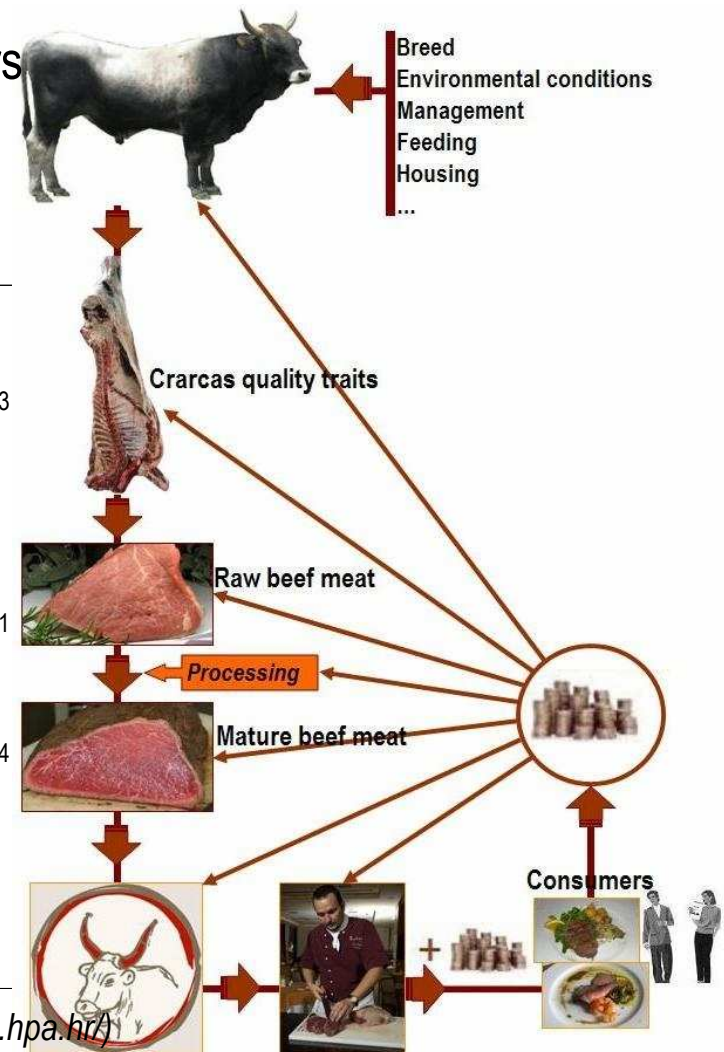 ws
Breed
Environmental conditions
Management
Feeding
Housing
...
Crarcas quality traits
3
Raw beef meat
1
Processing
Mature beef meat
4
Consumers
+
.hpa.hr/)